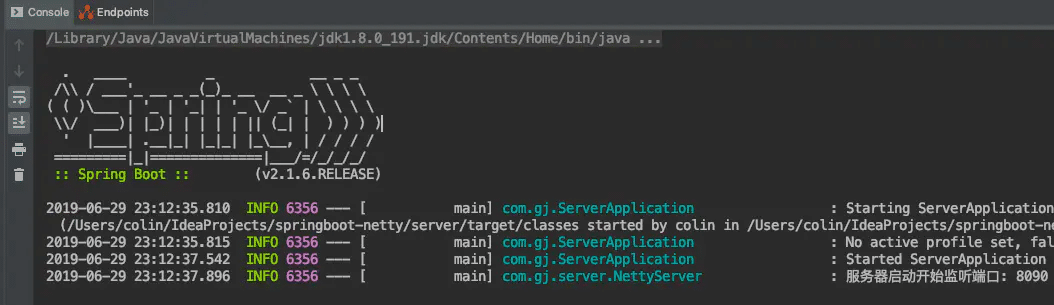 Console Endpoints
/Library/Java/JavaVirtualMachines/jdk1.8.0_191.jdk/Contents/Home/bin/java ...
  .   ____          _            __ _ _
 /\\ / ___'_ __ _ _(_)_ __  __ _ \ \ \ \
( ( )\___ | '_ | '_| | '_ \/ _` | \ \ \ \
 \\/  ___)| |_)| | | | | || (_| |  ) ) ) )
  '  |____| .__|_| |_|_| |_\__, | / / / /
 =========|_|==============|___/=/_/_/_/
 :: Spring Boot ::        (v2.1.6.RELEASE)
2019-06-29 23:12:35.810  INFO 6356 --- [           main] com.gj.ServerApplication                 : Starting ServerApplication
(/Users/colin/IdeaProjects/springboot-netty/server/target/classes started by colin in /Users/colin/IdeaProjects/springboot-ne
2019-06-29 23:12:35.815  INFO 6356 --- [           main] com.gj.ServerApplication                 : No active profile set, fal
2019-06-29 23:12:37.542  INFO 6356 --- [           main] com.gj.ServerApplication                 : Started ServerApplication
2019-06-29 23:12:37.896  INFO 6356 --- [           main] com.gj.server.NettyServer                : 服务器启动开始监听端口: 8090